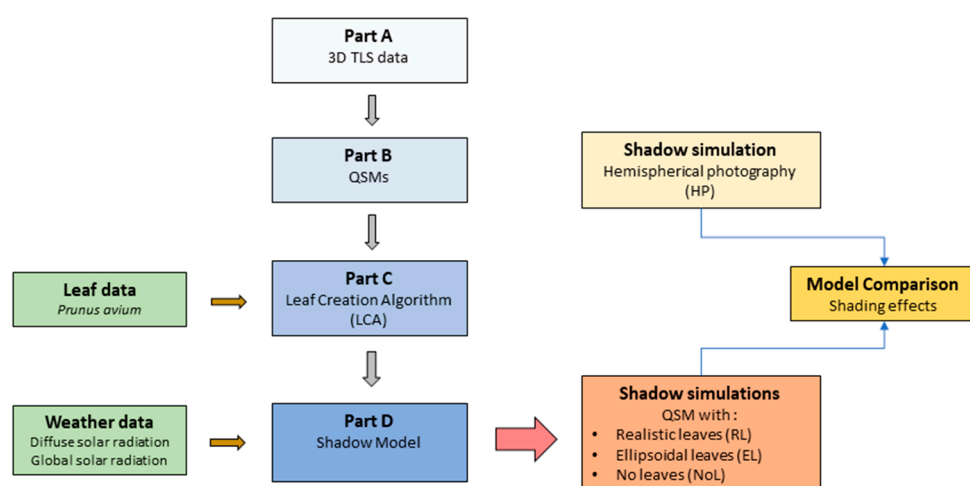 Part A
3D TLS data
Part B
QSMs
Shadow simulation
Hemispherical photography
(HP)
Leaf data
Prunus avium
Part C
Leaf Creation Algorithm
(LCA)
Model Comparison
Shading effects
Weather data
Diffuse solar radiation
Global solar radiation
Part D
Shadow Model
Shadow simulations
QSM with :
• Realistic leaves (RL)
• Ellipsoidal leaves (EL)
• No leaves (NoL)